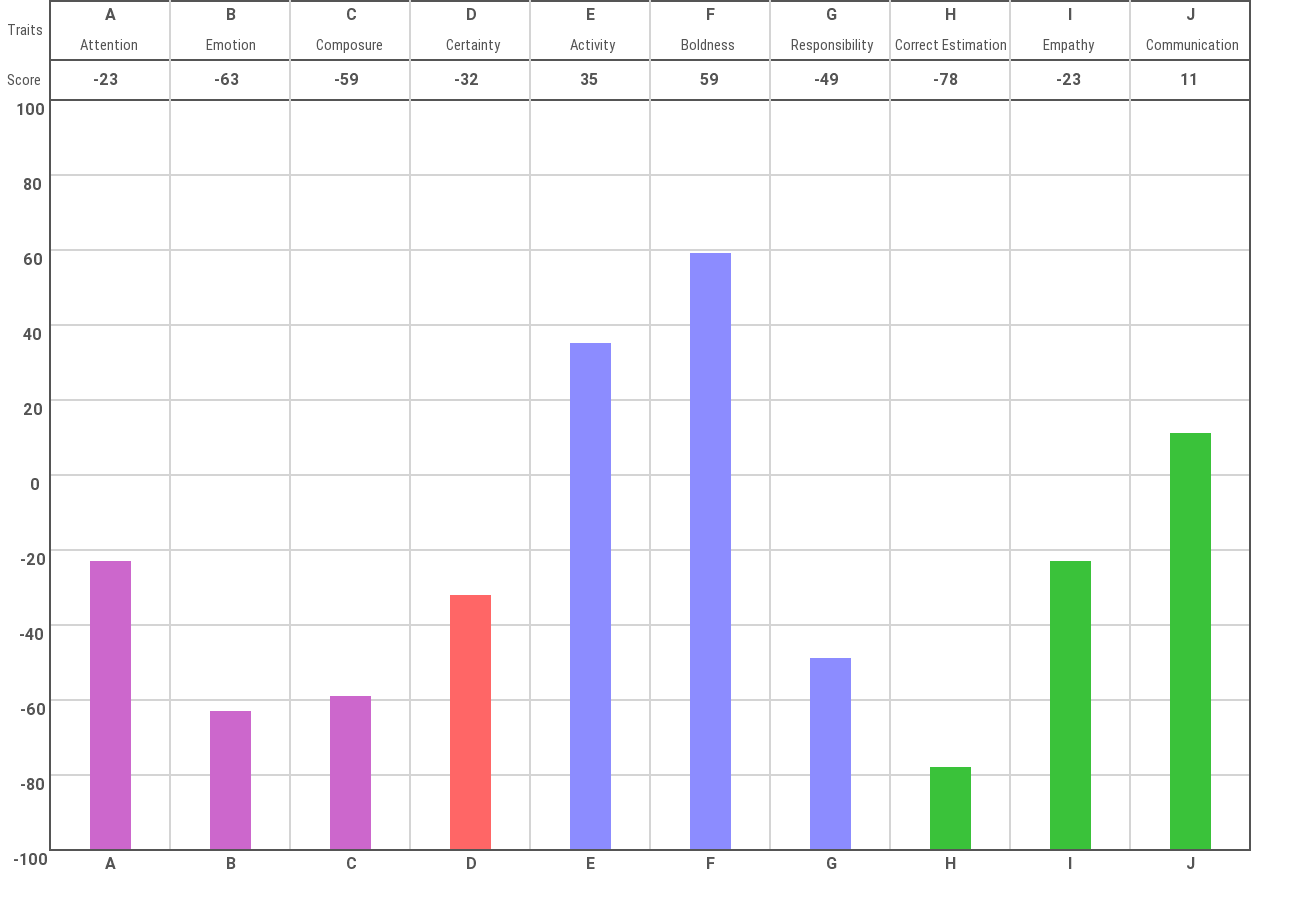 A B C D E F G H I J
Traits
Attention Emotion Composure Certainty Activity Boldness Responsibility Correct Estimation Empathy Communication
Score -23 -63 -59 -32 35 59 -49 -78 -23 11
100
80
60
40
20
0
-20
-40
-60
-80
-100
A B C D E F G H I J